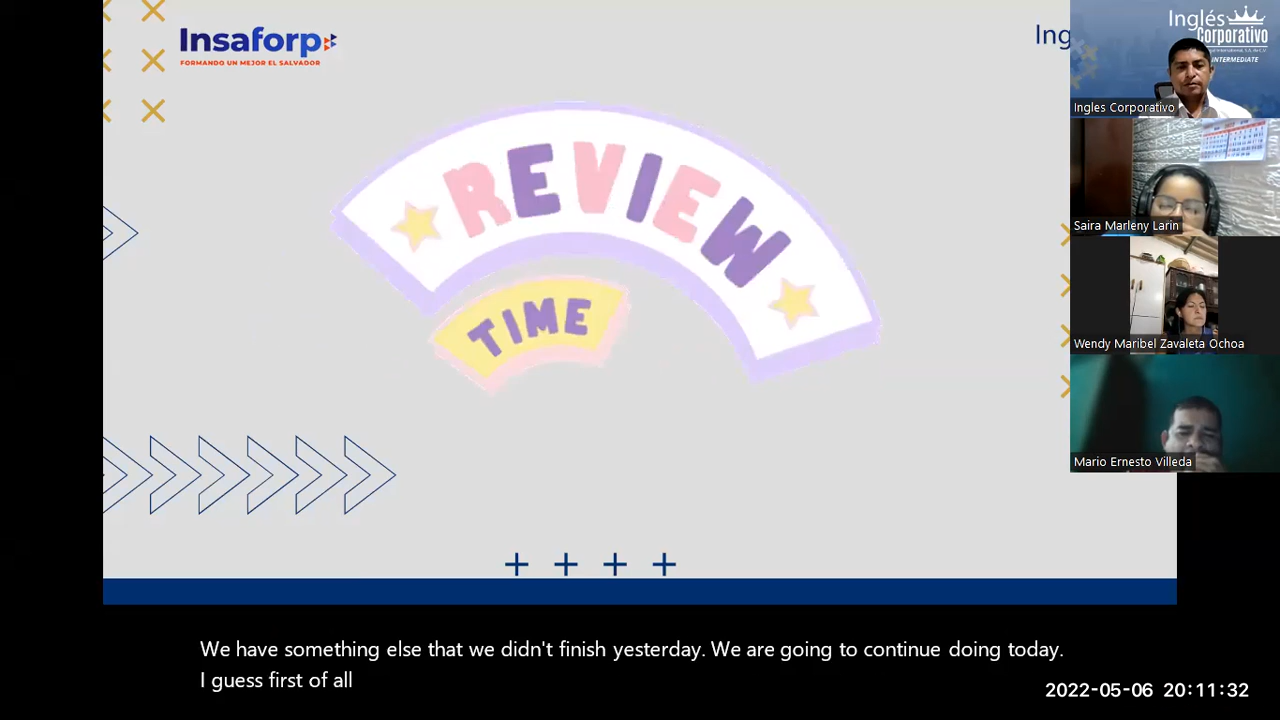 Insaforp
FORMANDO UN MEJOR EL SALVADOR
Ing
REVIEW
TIME
Inglés
Corporativo
INTERMEDIATE
Ingles Corporativo
Saira Marleny Larin
Wendy Maribel Zavaleta Ochoa
Mario Ernesto Villeda
We have something else that we didn't finish yesterday. We are going to continue doing today.
I guess first of all
2022-05-06 20:11:32